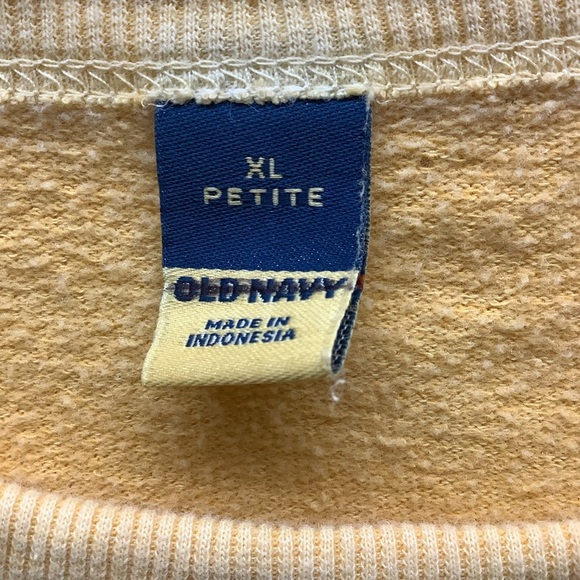 XL
PETITE
OLD NAVY
MADE IN
INDONESIA